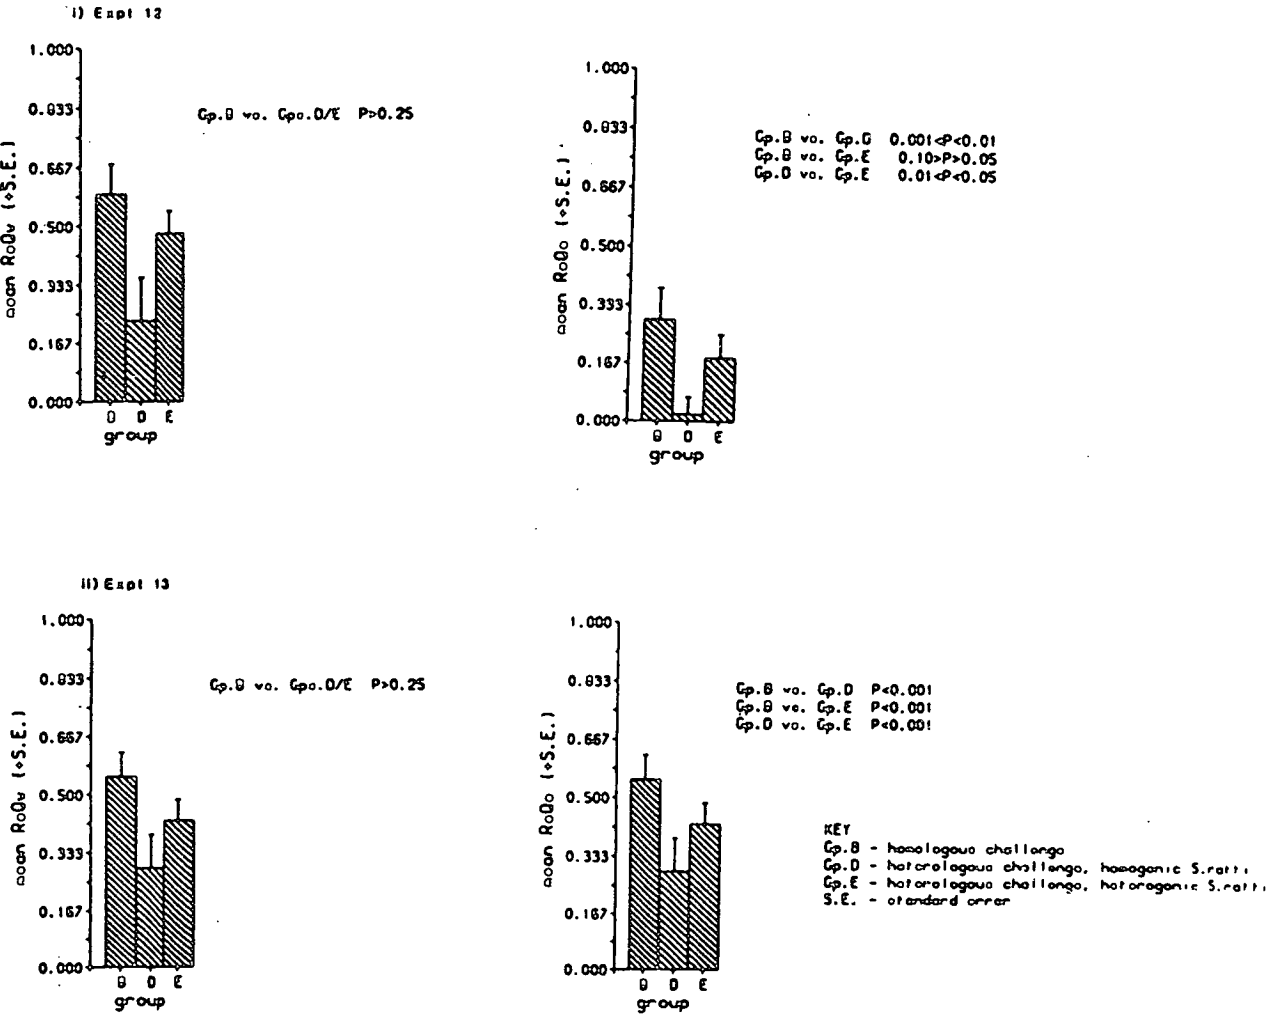 i) Expt 12
1.000
0.833
0.667
0.500
0.333
0.167
0.000
mean RoQw (+S.E.)
Gp.B vs. Gps.D/E P>0.25
B D E
group
1.000
0.833
0.667
0.500
0.333
0.167
0.000
mean RoQo (+S.E.)
Gp.B vs. Gp.D 0.001<P<0.01
Gp.B vs. Gp.E 0.10>P>0.05
Gp.D vs. Gp.E 0.01<P<0.05
B D E
group
ii) Expt 13
1.000
0.833
0.667
0.500
0.333
0.167
0.000
mean (+S.E.)
Gp.B vs. Gps.D/E P>0.25
B D E
group
1.000
0.833
0.667
0.500
0.333
0.167
0.000
mean RoQo (+S.E.)
Gp.B vs. Gp.D P<0.001
Gp.B vs. Gp.E P<0.001
Gp.D vs. Gp.E P<0.001
B D E
group
KEY
Gp.B - homologous challenge
Gp.D - heterologous challenge, homogonic S.ratti
Gp.E - heterologous challenge, heterogonic S.ratti
S.E. - standard error